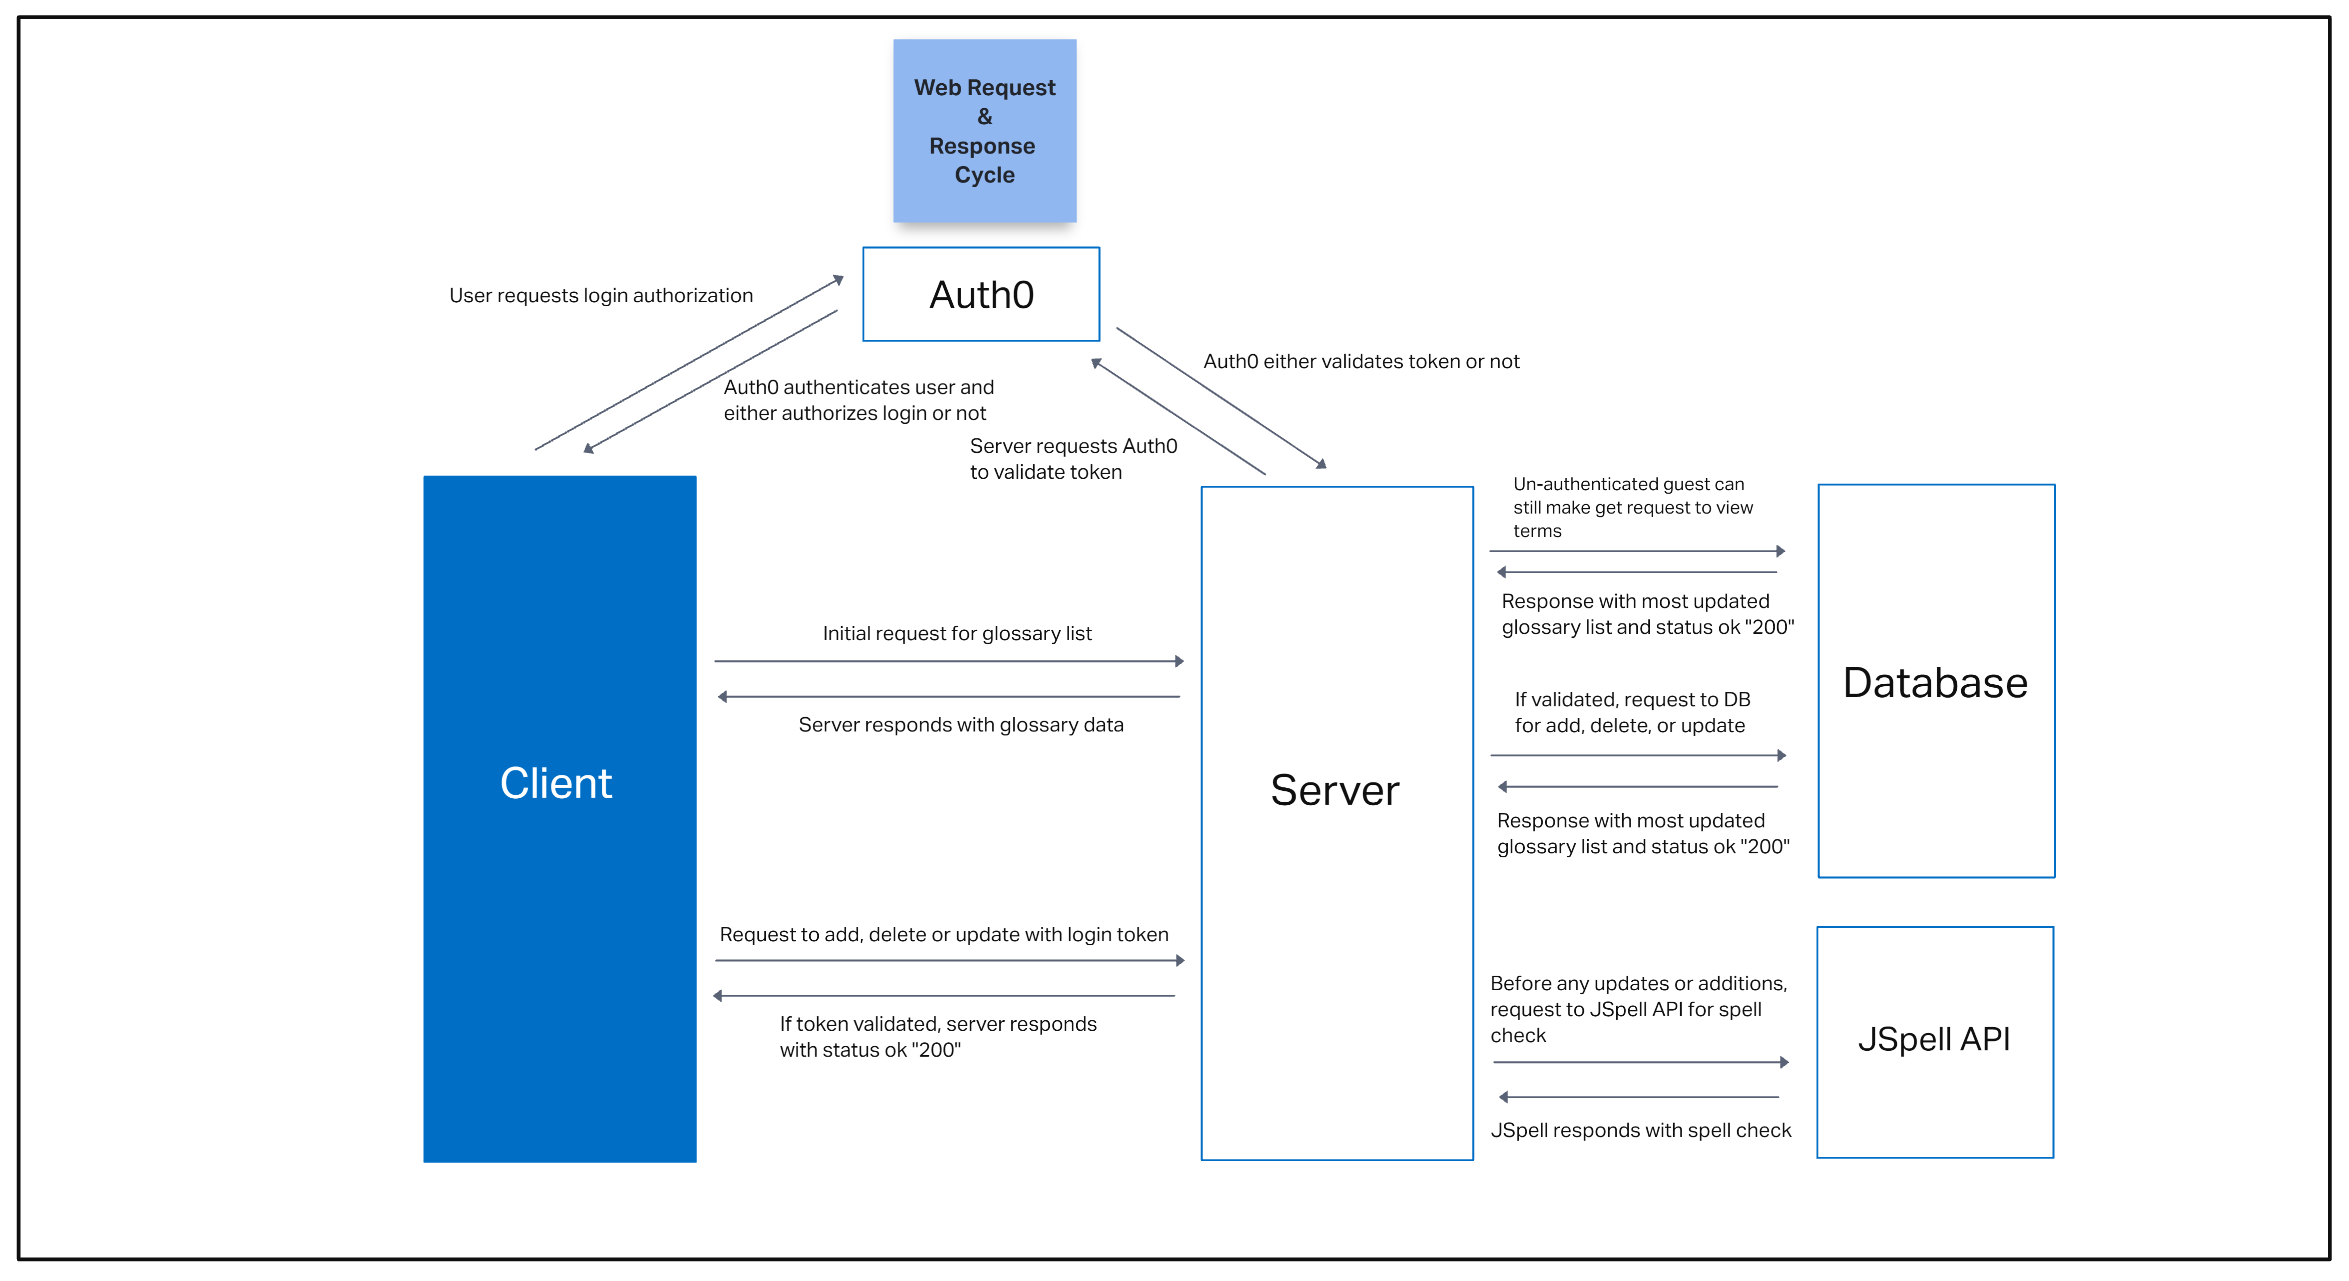 Web Request
&
Response
Cycle
Auth0
User requests login authorization
Auth0 authenticates user and
either authorizes login or not
Auth0 either validates token or not
Server requests Auth0
to validate token
Client
Initial request for glossary list
Server responds with glossary data
Request to add, delete or update with login token
If token validated, server responds
with status ok "200"
Server
Un-authenticated guest can
still make get request to view
terms
Response with most updated
glossary list and status ok "200"
If validated, request to DB
for add, delete, or update
Response with most updated
glossary list and status ok "200"
Database
Before any updates or additions,
request to JSpell API for spell
check
JSpell responds with spell check
JSpell API